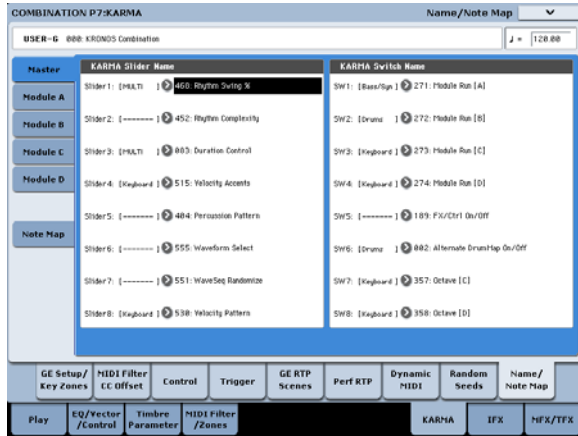 COMBINATION P7:KARMA Name/Note Map
USER-G 000: KRONOS Combination ♩ = 120.00
Master
Module A
Module B
Module C
Module D
Note Map
KARMA Slider Name
Slider1: [MULTI ] 460: Rhythm Swing %
Slider2: [-------] 452: Rhythm Complexity
Slider3: [MULTI ] 003: Duration Control
Slider4: [Keyboard ] 515: Velocity Accents
Slider5: [-------] 404: Percussion Pattern
Slider6: [-------] 555: Waveform Select
Slider7: [-------] 551: WaveSeq Randomize
Slider8: [Keyboard ] 530: Velocity Pattern
KARMA Switch Name
SW1: [Bass/Syn ] 271: Module Run [A]
SW2: [Drums ] 272: Module Run [B]
SW3: [Keyboard ] 273: Module Run [C]
SW4: [Keyboard ] 274: Module Run [D]
SW5: [-------] 189: FX/Ctrl On/Off
SW6: [Drums ] 002: Alternate DrumMap On/Off
SW7: [Keyboard ] 357: Octave [C]
SW8: [Keyboard ] 358: Octave [D]
GE Setup/ Key Zones
MIDI Filter CC Offset
Control
Trigger
GE RTP Scenes
Perf RTP
Dynamic MIDI
Random Seeds
Name/ Note Map
Play
EQ/Vector /Control
Timbre Parameter
MIDI Filter /Zones
KARMA
IFX
MFX/TFX